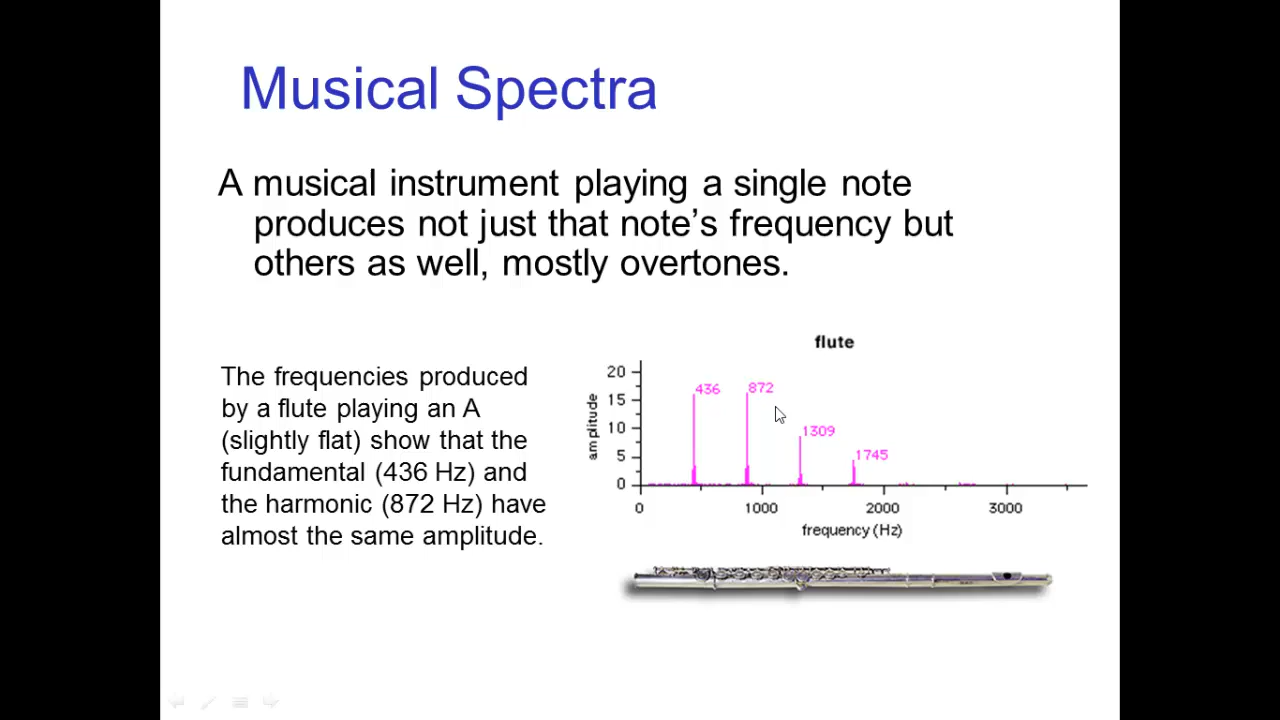 Musical Spectra
A musical instrument playing a single note
produces not just that note’s frequency but
others as well, mostly overtones.
The frequencies produced
by a flute playing an A
(slightly flat) show that the
fundamental (436 Hz) and
the harmonic (872 Hz) have
almost the same amplitude.
flute
20
15
10
5
0
amplitude
436
872
1309
1745
0 1000 2000 3000
frequency (Hz)